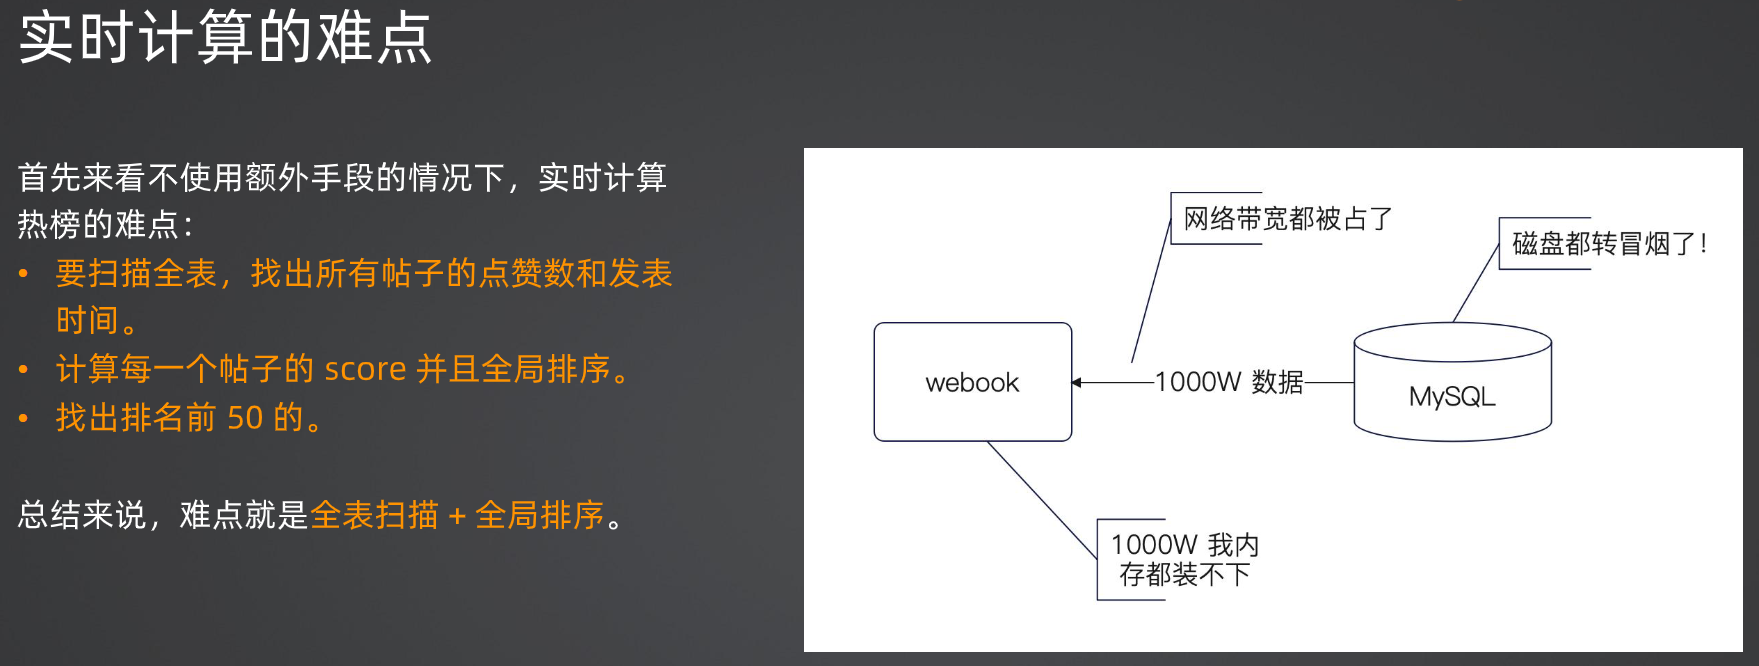 实时计算的难点
首先来看不使用额外手段的情况下，实时计算
热榜的难点：
• 要扫描全表，找出所有帖子的点赞数和发表
时间。
• 计算每一个帖子的 score 并且全局排序。
• 找出排名前 50 的。
总结来说，难点就是全表扫描 + 全局排序。
网络带宽都被占了
磁盘都转冒烟了！
webook
1000W 数据
MySQL
1000W 我内
存都装不下